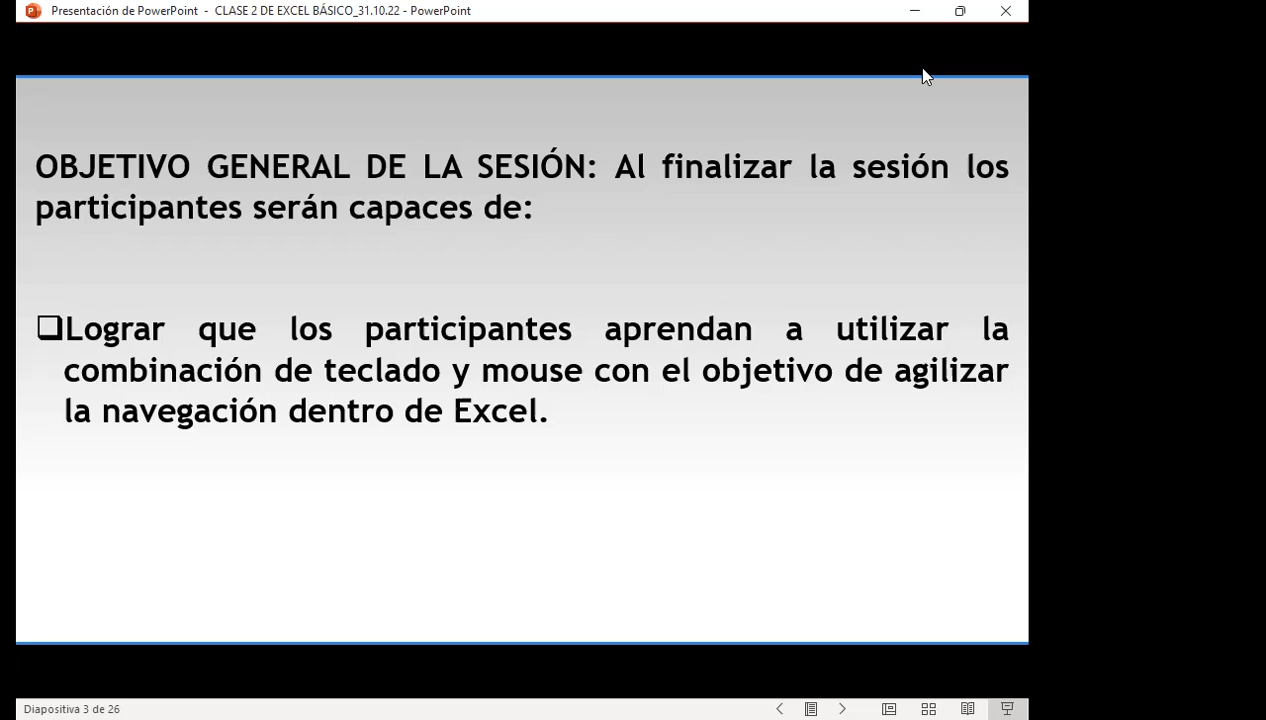 Presentación de PowerPoint - CLASE 2 DE EXCEL BÁSICO_31.10.22 - PowerPoint
OBJETIVO GENERAL DE LA SESIÓN: Al finalizar la sesión los
participantes serán capaces de:
Lograr que los participantes aprendan a utilizar la
combinación de teclado y mouse con el objetivo de agilizar
la navegación dentro de Excel.
Diapositiva 3 de 26